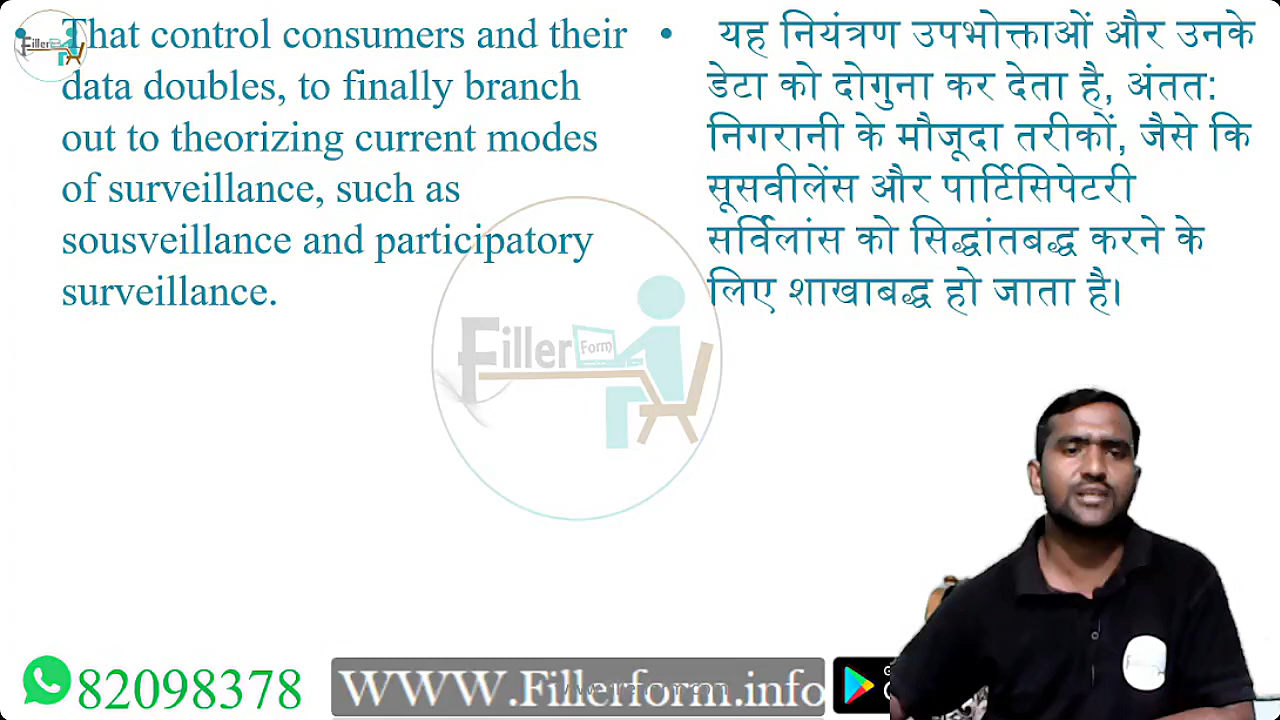 That control consumers and their
data doubles, to finally branch
out to theorizing current modes
of surveillance, such as
sousveillance and participatory
surveillance.
यह नियंत्रण उपभोक्ताओं और उनके
डेटा को दोगुना कर देता है, अंतत:
निगरानी के मौजूदा तरीकों, जैसे कि
सूसवीलेंस और पार्टिसिपेटरी
सर्विलांस को सिद्धांतबद्ध करने के
लिए शाखाबद्ध हो जाता है।
Filler
Filler Form
82098378
www.Fillerform.info